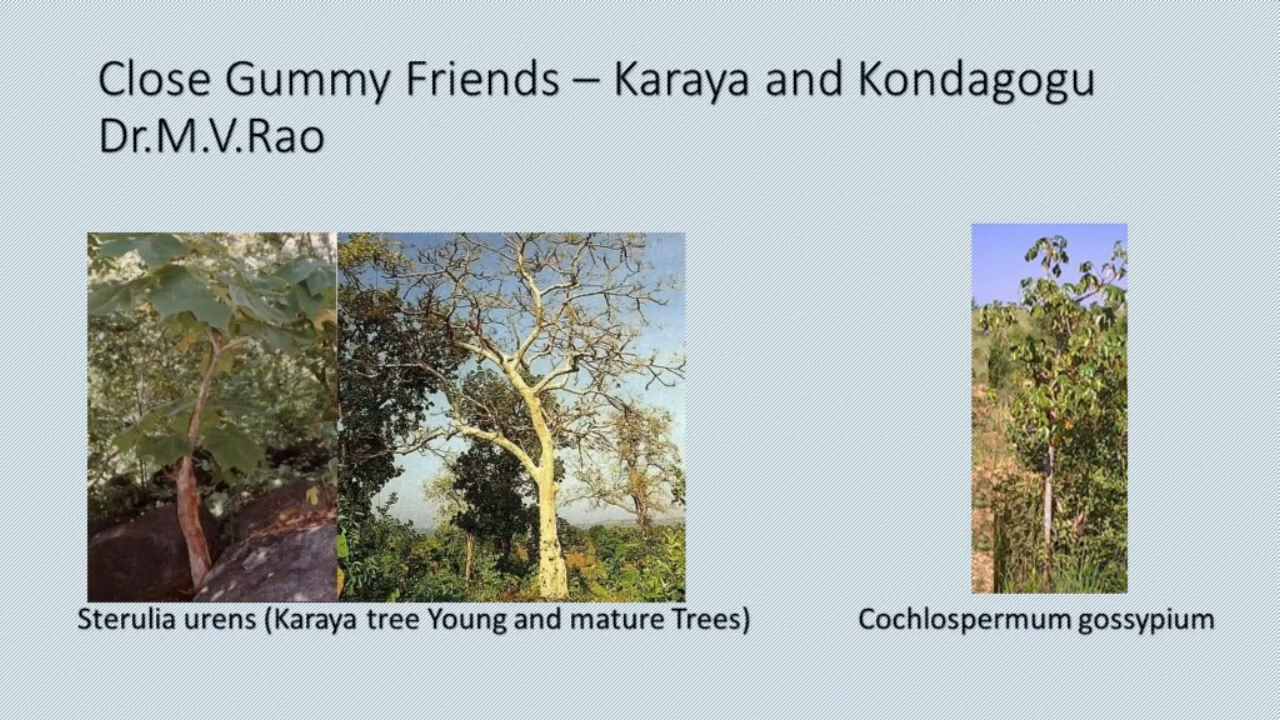 Close Gummy Friends – Karaya and Kondagogu
Dr.M.V.Rao
Sterulia urens (Karaya tree Young and mature Trees)
Cochlospermum gossypium